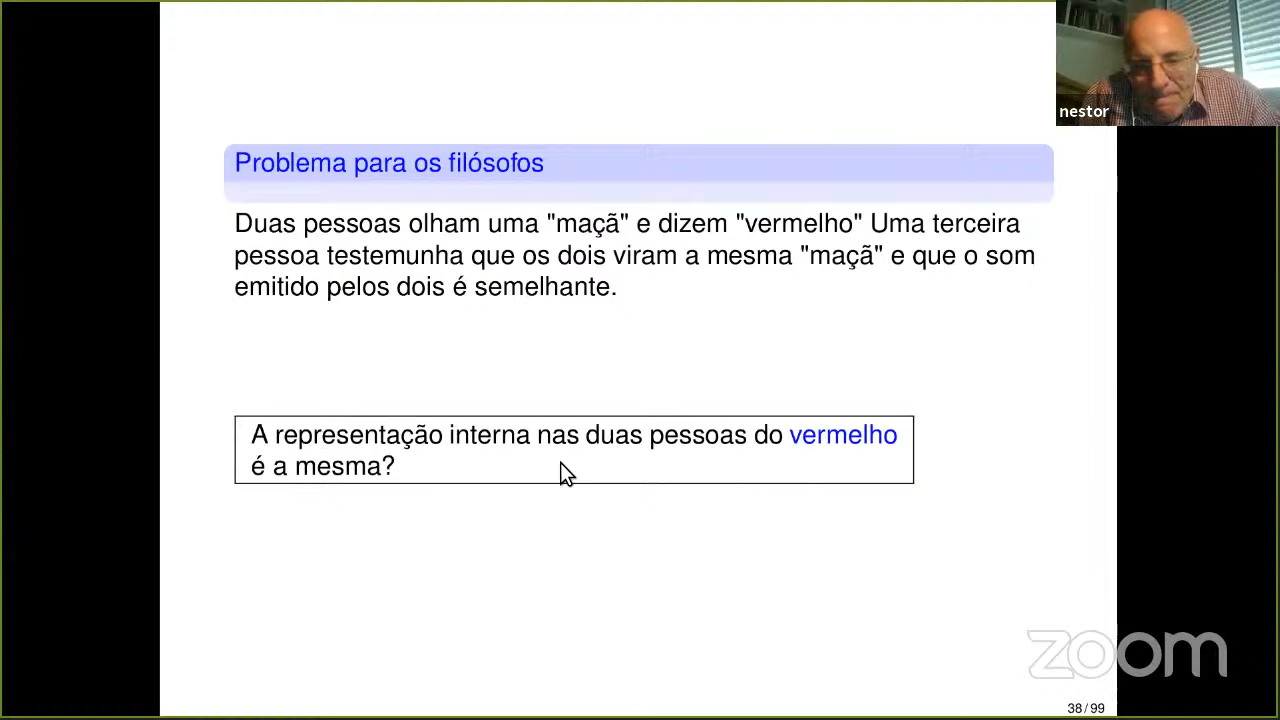 nestor
Problema para os filósofos
Duas pessoas olham uma "maçã" e dizem "vermelho" Uma terceira
pessoa testemunha que os dois viram a mesma "maçã" e que o som
emitido pelos dois é semelhante.
A representação interna nas duas pessoas do vermelho
é a mesma?
zoom
38 / 99